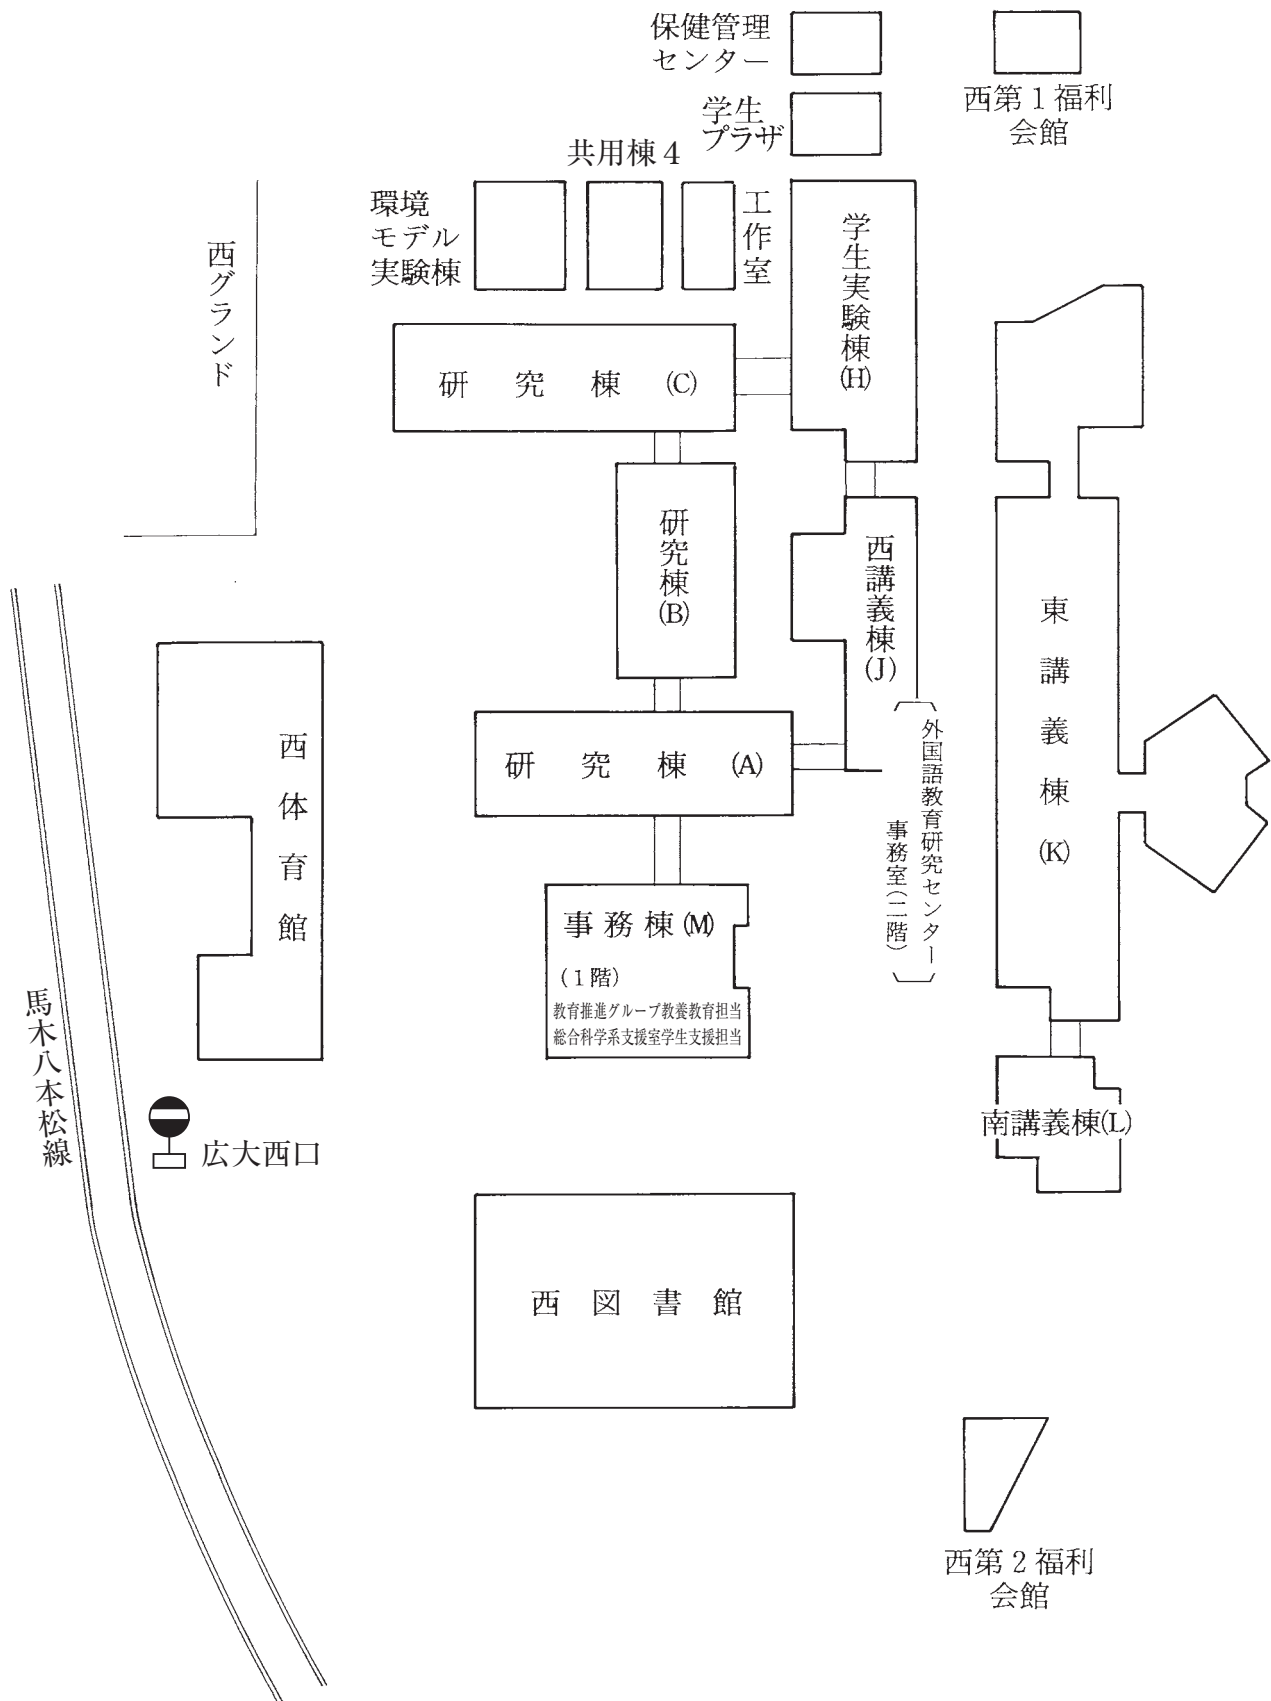 保健管理
センター
西第1福利
会館
学生
プラザ
共用棟4
環境
モデル
実験棟
工作室
学生実験棟(H)
西グランド
研究棟(C)
研究棟(B)
西講義棟(J)
東講義棟(K)
研究棟(A)
外国語教育研究センター
事務室(二階)
西体育館
事務棟(M)
(1階)
教育推進グループ教養教育担当
総合科学系支援室学生支援担当
馬木八本松線
広大西口
南講義棟(L)
西図書館
西第2福利
会館